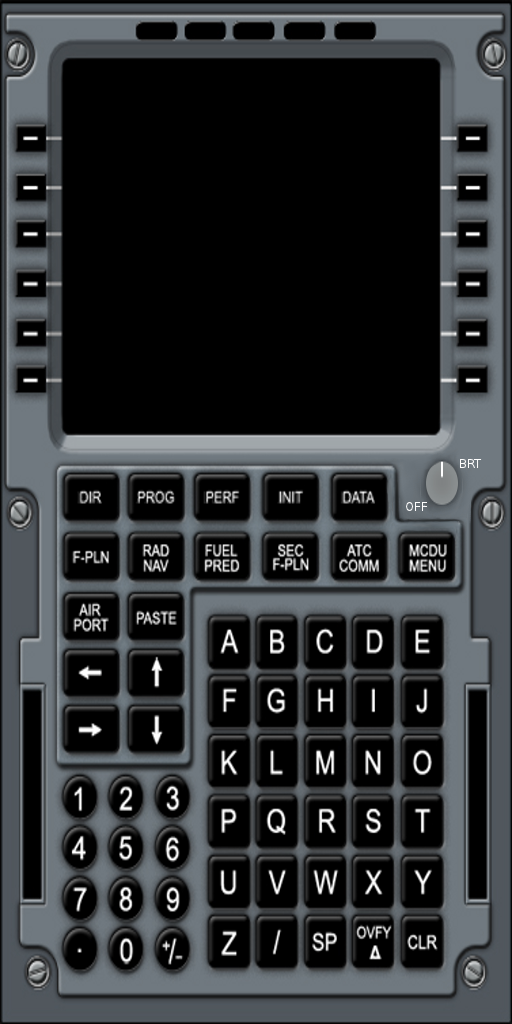 BRT
OFF
DIR PROG PERF INIT DATA
F-PLN RAD NAV FUEL PRED SEC F-PLN ATC COMM MCDU MENU
AIR PORT PASTE
A B C D E
F G H I J
K L M N O
1 2 3 P Q R S T
4 5 6
7 8 9 U V W X Y
. 0 +/- Z / SP OVFY Δ CLR